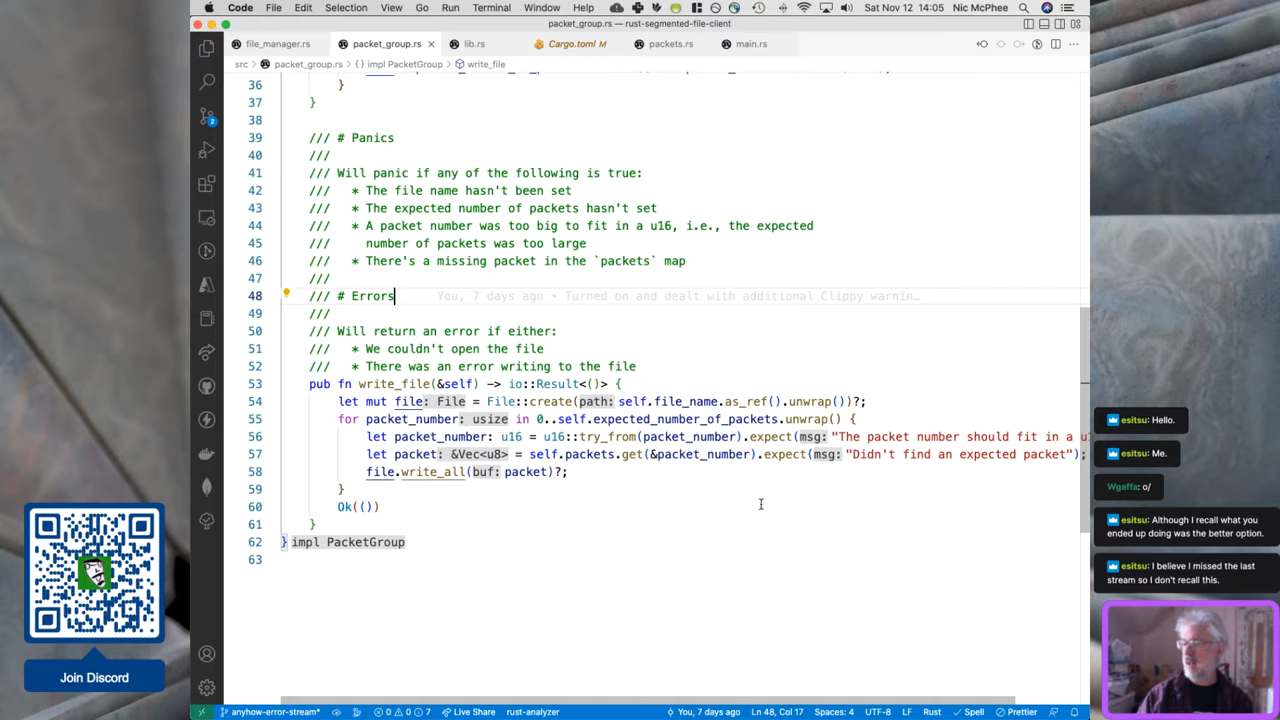 Code File Edit Selection View Go Run Terminal Window Help Sat Nov 12 14:05 Nic McPhee
packet_group.rs — rust-segmented-file-client
file_manager.rs packet_group.rs lib.rs Cargo.toml M packets.rs main.rs
src > packet_group.rs > {} impl PacketGroup > write_file
36 }
37 }
38
39 /// # Panics
40 ///
41 /// Will panic if any of the following is true:
42 /// * The file name hasn't been set
43 /// * The expected number of packets hasn't set
44 /// * A packet number was too big to fit in a u16, i.e., the expected
45 /// number of packets was too large
46 /// * There's a missing packet in the `packets` map
47 ///
48 /// # Errors You, 7 days ago • Turned on and dealt with additional Clippy warnin…
49 ///
50 /// Will return an error if either:
51 /// * We couldn't open the file
52 /// * There was an error writing to the file
53 pub fn write_file(&self) -> io::Result<()> {
54 let mut file: File = File::create(path: self.file_name.as_ref().unwrap())?;
55 for packet_number: usize in 0..self.expected_number_of_packets.unwrap() {
56 let packet_number: u16 = u16::try_from(packet_number).expect(msg: "The packet number should fit in a u1
57 let packet: &Vec<u8> = self.packets.get(&packet_number).expect(msg: "Didn't find an expected packet");
58 file.write_all(buf: packet)?;
59 }
60 Ok(())
61 }
62 } impl PacketGroup
63
2
esitsu: Hello.
esitsu: Me.
Wgaffa: o/
esitsu: Although I recall what you
ended up doing was the better option.
esitsu: I believe I missed the last
stream so I don't recall this.
Join Discord
anyhow-error-stream* 0 0 7 Live Share rust-analyzer You, 7 days ago Ln 48, Col 17 Spaces: 4 UTF-8 LF Rust Spell Prettier